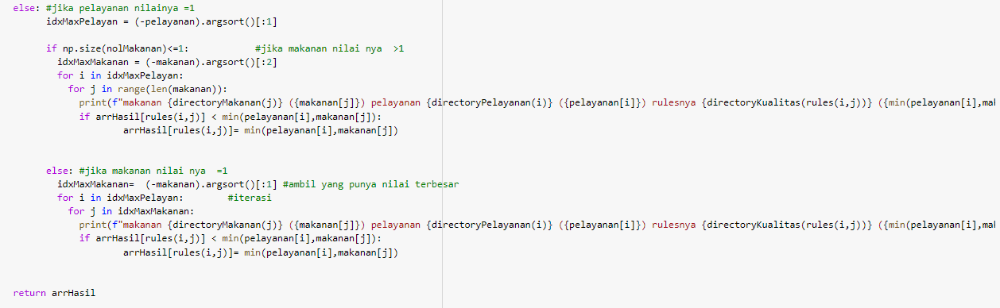 else: #jika pelayanan nilainya =1
idxMaxPelayan = (-pelayanan).argsort()[:1]
if np.size(nolMakanan)<=1: #jika makanan nilai nya >1
idxMaxMakanan = (-makanan).argsort()[:2]
for i in idxMaxPelayan:
for j in range(len(makanan)):
print(f"makanan {directoryMakanan(j)} ({makanan[j]}) pelayanan {directoryPelayanan(i)} ({pelayanan[i]}) rulesnya {directoryKualitas(rules(i,j))} ({min(pelayanan[i],mak
if arrHasil[rules(i,j)] < min(pelayanan[i],makanan[j]):
arrHasil[rules(i,j)]= min(pelayanan[i],makanan[j])
else: #jika makanan nilai nya =1
idxMaxMakanan= (-makanan).argsort()[:1] #ambil yang punya nilai terbesar
for i in idxMaxPelayan: #iterasi
for j in idxMaxMakanan:
print(f"makanan {directoryMakanan(j)} ({makanan[j]}) pelayanan {directoryPelayanan(i)} ({pelayanan[i]}) rulesnya {directoryKualitas(rules(i,j))} ({min(pelayanan[i],mak
if arrHasil[rules(i,j)] < min(pelayanan[i],makanan[j]):
arrHasil[rules(i,j)]= min(pelayanan[i],makanan[j])
return arrHasil